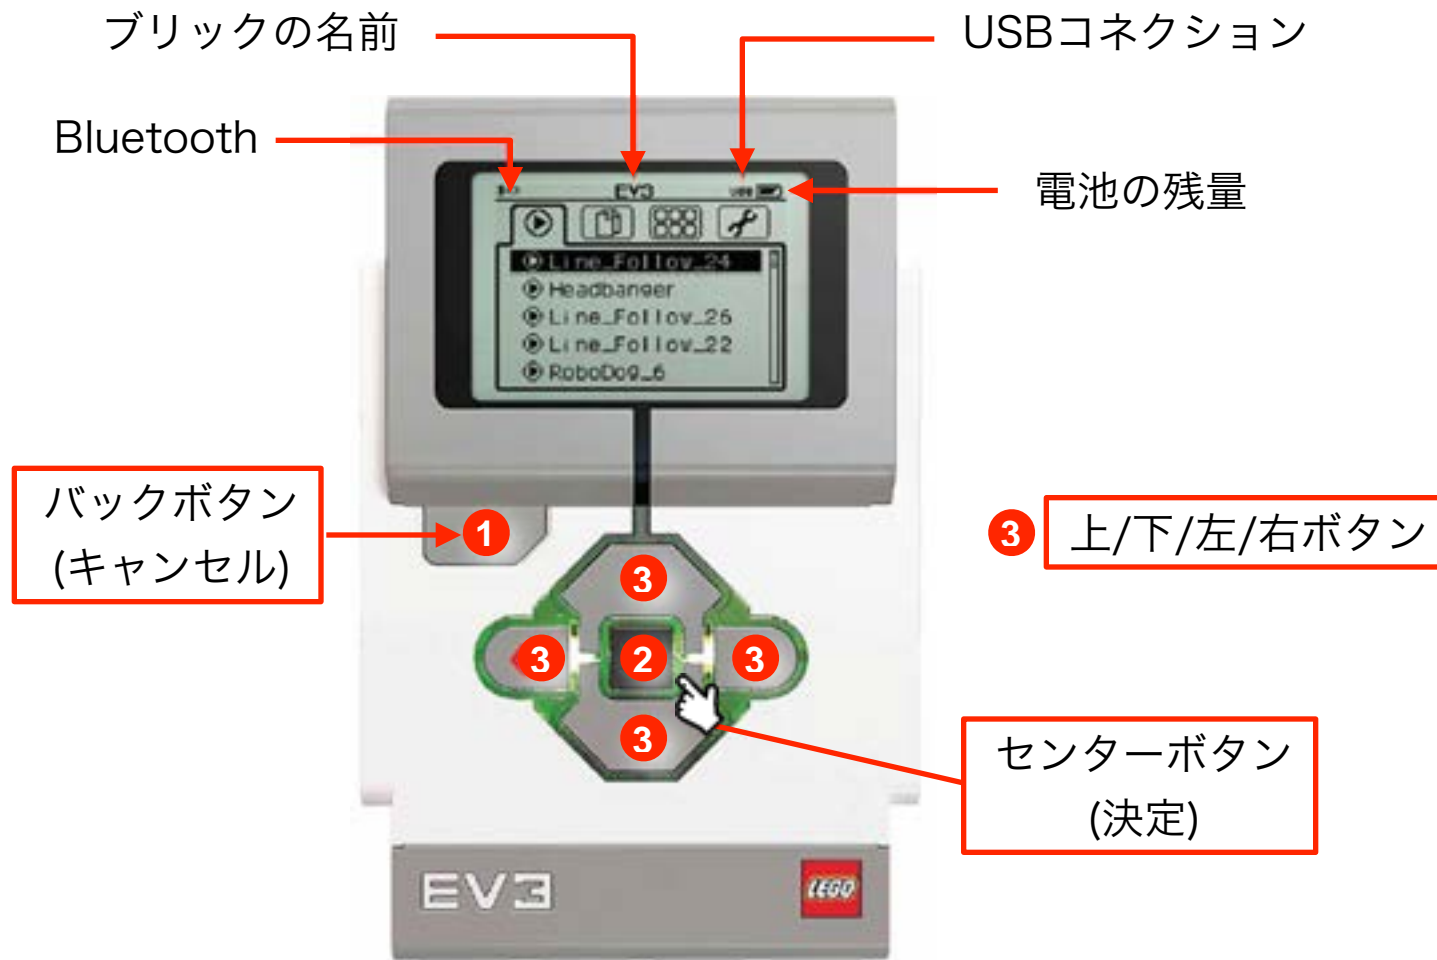 ブリックの名前
USBコネクション
Bluetooth
電池の残量
EV3
USB
Line_Follow_24
Headbanger
Line_Follow_26
Line_Follow_22
RoboDog_6
バックボタン
(キャンセル)
1
3
上/下/左/右ボタン
3
3
2
3
3
センターボタン
(決定)
EV3
LEGO